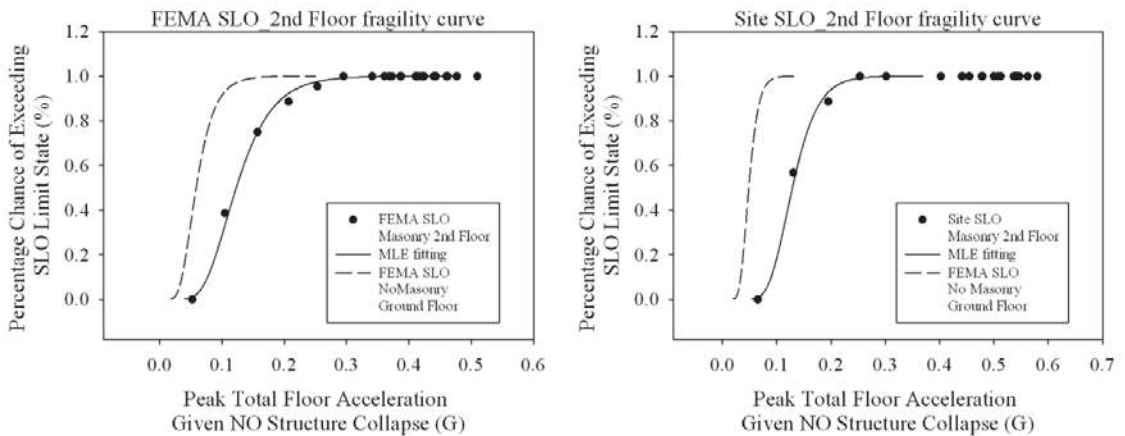 FEMA SLO_2nd Floor fragility curve
Percentage Chance of Exceeding
SLO Limit State (%)
1.2
1.0
0.8
0.6
0.4
0.2
0.0
FEMA SLO
Masonry 2nd Floor
MLE fitting
FEMA SLO
NoMasonry
Ground Floor
0.0 0.1 0.2 0.3 0.4 0.5 0.6
Peak Total Floor Acceleration
Given NO Structure Collapse (G)
Site SLO_2nd Floor fragility curve
Percentage Chance of Exceeding
SLO Limit State (%)
1.2
1.0
0.8
0.6
0.4
0.2
0.0
Site SLO
Masonry 2nd Floor
MLE fitting
FEMA SLO
No Masonry
Ground Floor
0.0 0.1 0.2 0.3 0.4 0.5 0.6 0.7
Peak Total Floor Acceleration
Given NO Structure Collapse (G)